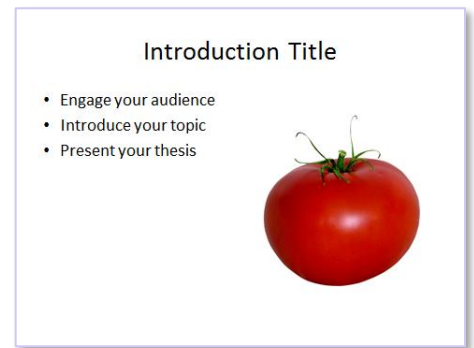 Introduction Title
• Engage your audience
• Introduce your topic
• Present your thesis